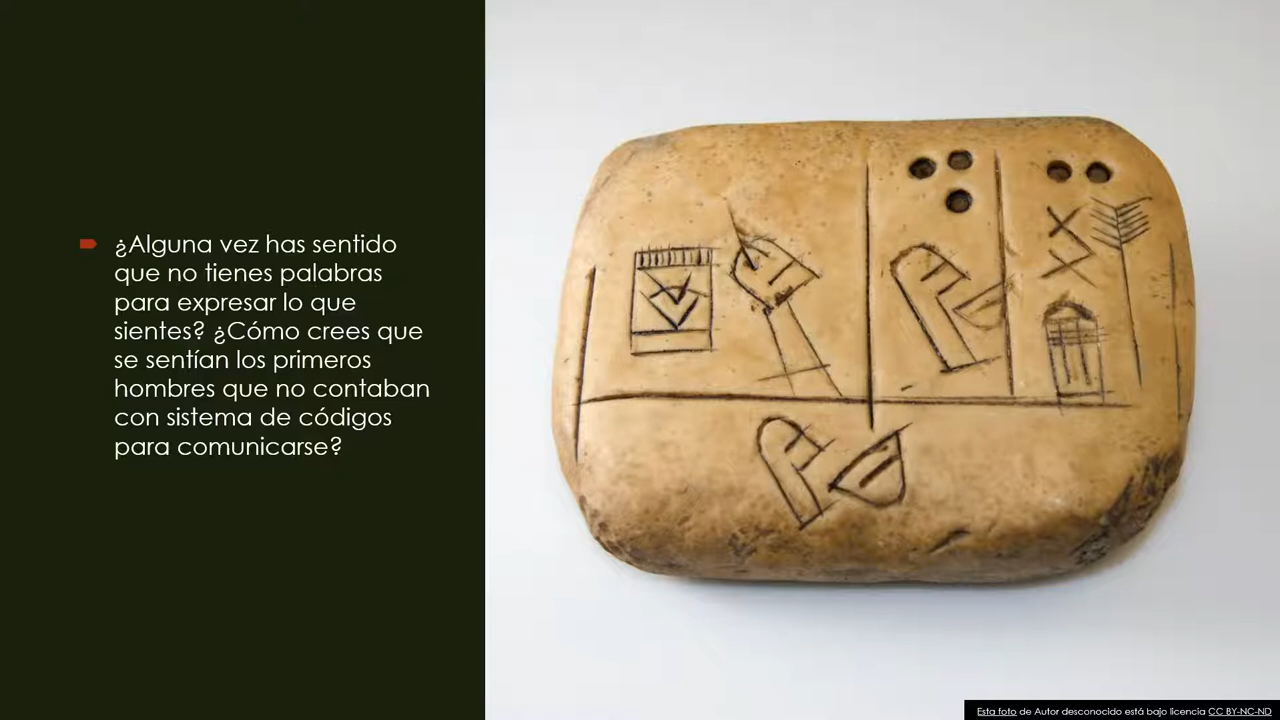 ¿Alguna vez has sentido
que no tienes palabras
para expresar lo que
sientes? ¿Cómo crees que
se sentían los primeros
hombres que no contaban
con sistema de códigos
para comunicarse?
Esta foto de Autor desconocido está bajo licencia CC BY-NC-ND